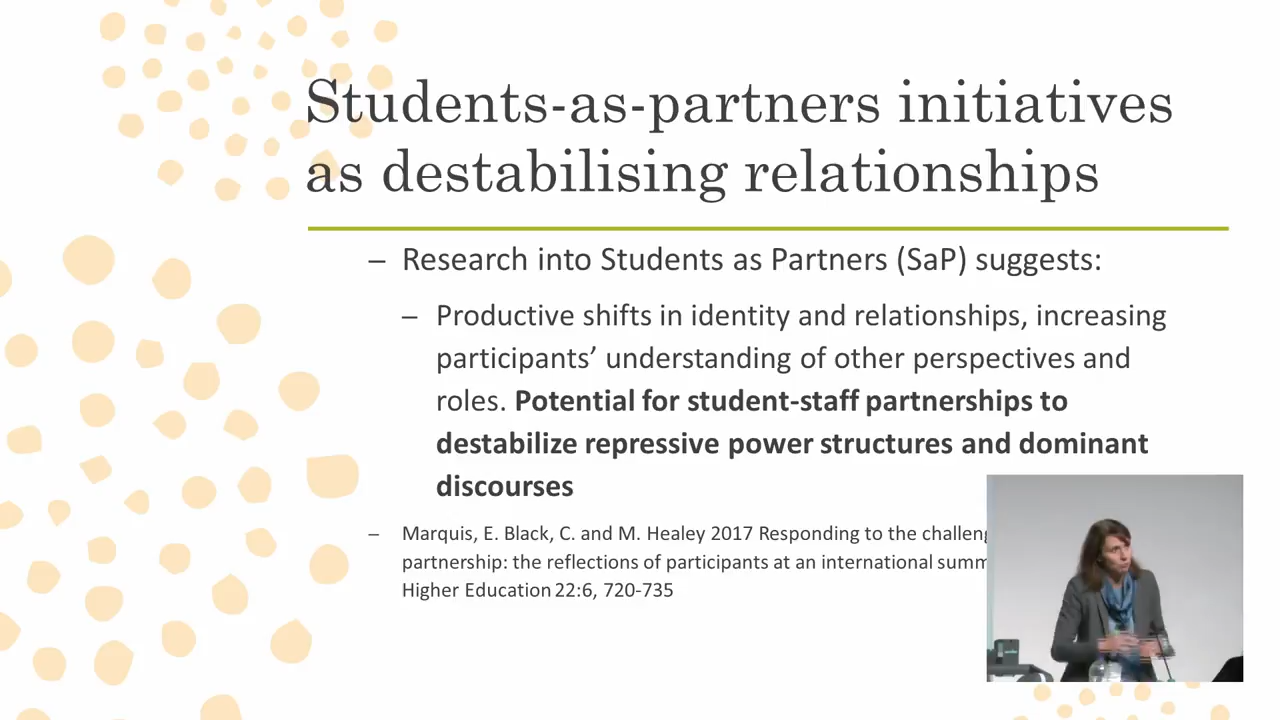 Students-as-partners initiatives
as destabilising relationships
– Research into Students as Partners (SaP) suggests:
– Productive shifts in identity and relationships, increasing
participants’ understanding of other perspectives and
roles. Potential for student-staff partnerships to
destabilize repressive power structures and dominant
discourses
– Marquis, E. Black, C. and M. Healey 2017 Responding to the
partnership: the reflections of participants at an international
Higher Education 22:6, 720-735